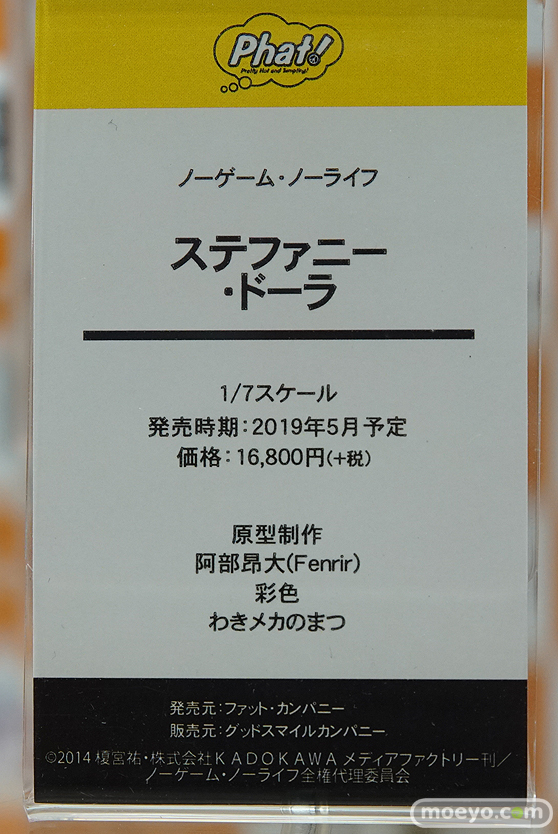 Phat!
Pretty Hot and Tempting!
ノーゲーム・ノーライフ
ステファニー
・ドーラ
1/7スケール
発売時期：2019年5月予定
価格：16,800円(+税)
原型制作
阿部昂大(Fenrir)
彩色
わきメカのまつ
発売元：ファット・カンパニー
販売元：グッドスマイルカンパニー
©2014 榎宮祐・株式会社KADOKAWA メディアファクトリー刊／
ノーゲーム・ノーライフ全権代理委員会
moeyo.com